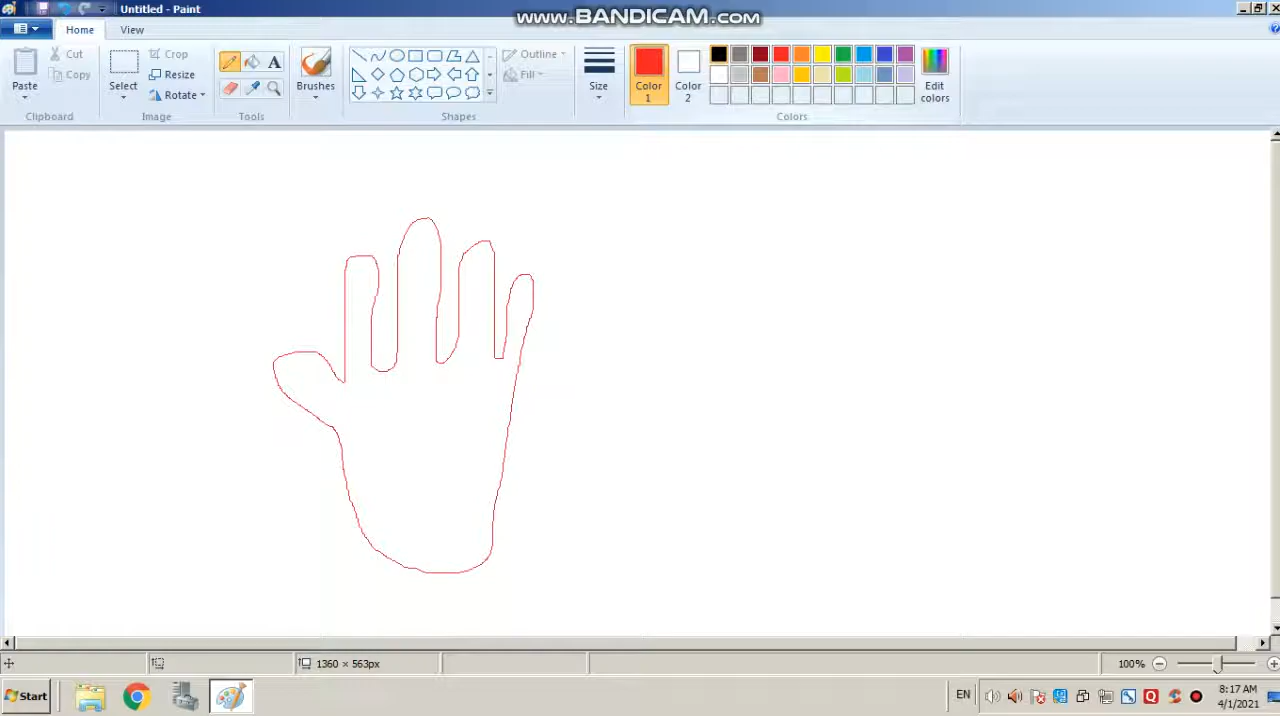 Untitled - Paint
www.BANDICAM.com
Home
View
Paste
Cut
Copy
Clipboard
Select
Crop
Resize
Rotate
Image
A
Tools
Brushes
Outline
Fill
Shapes
Size
Color
1
Color
2
Edit
colors
Colors
1360 × 563px
100%
Start
EN
8:17 AM
4/1/2021